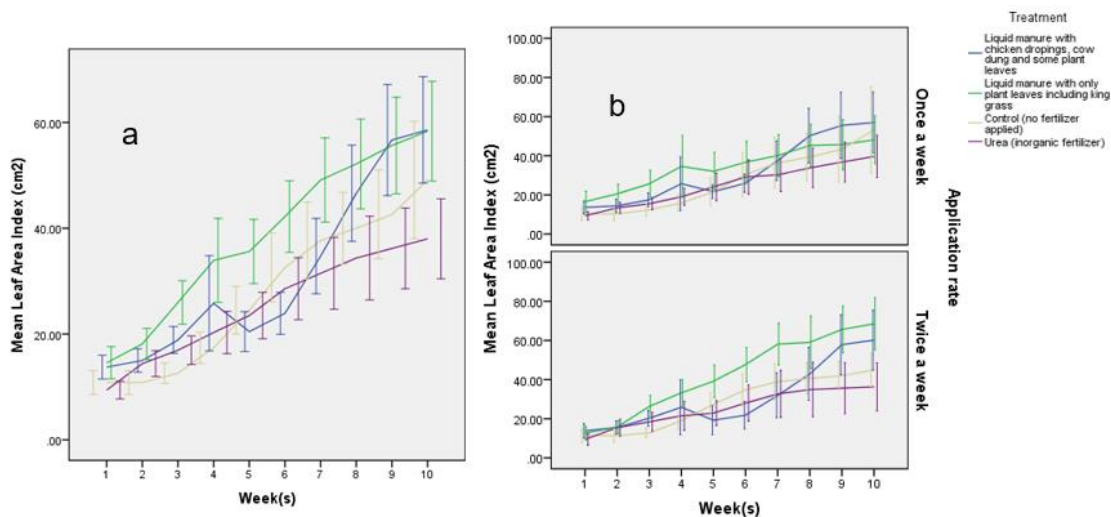 a
Mean Leaf Area Index (cm2)
60.00
40.00
20.00
.00
1 2 3 4 5 6 7 8 9 10
Week(s)
b
Mean Leaf Area Index (cm2)
100.00
80.00
60.00
40.00
20.00
.00
Once a week
100.00
80.00
60.00
40.00
20.00
.00
Twice a week
Application rate
1 2 3 4 5 6 7 8 9 10
Week(s)
Treatment
Liquid manure with
chicken dropings, cow
dung and some plant
leaves
Liquid manure with only
plant leaves including king
grass
Control (no fertilizer
applied)
Urea (inorganic fertilizer)